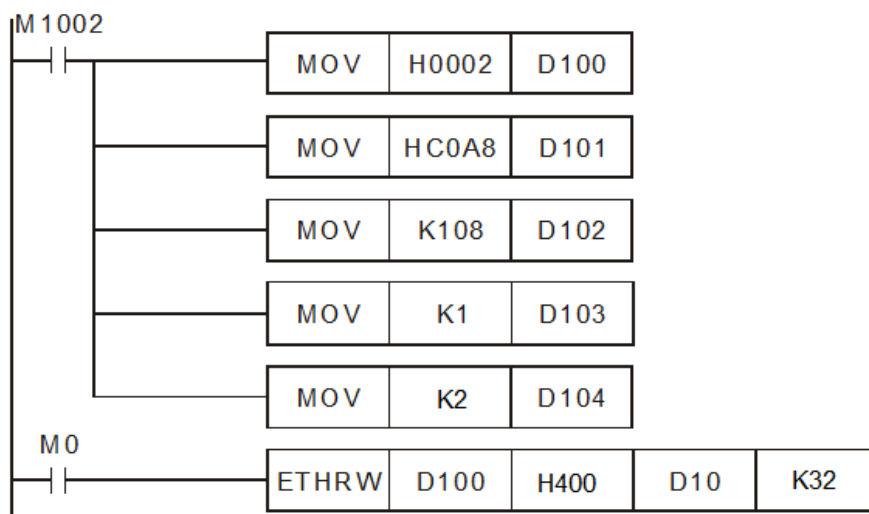 M1002
MOV H0002 D100
MOV HC0A8 D101
MOV K108 D102
MOV K1 D103
MOV K2 D104
M0
ETHRW D100 H400 D10 K32